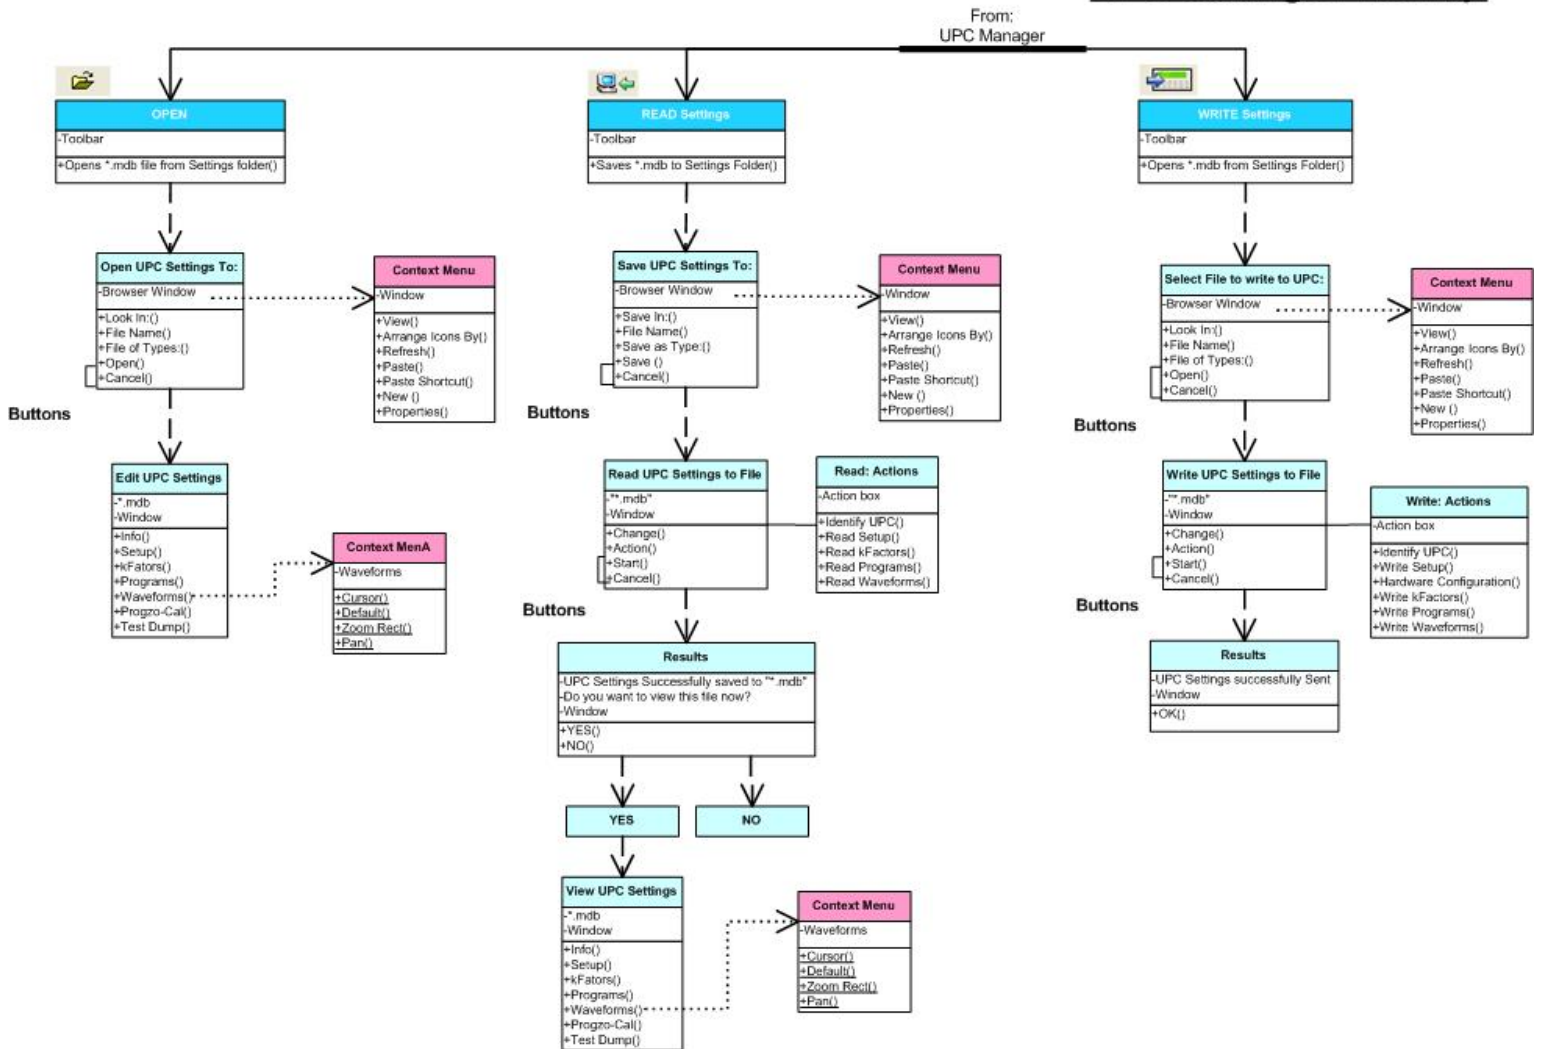 From:
UPC Manager
OPEN
-Toolbar
+Opens *.mdb file from Settings folder()
Open UPC Settings To:
-Browser Window
+Look In:()
+File Name()
+File of Types:()
+Open()
+Cancel()
Context Menu
-Window
+View()
+Arrange Icons By()
+Refresh()
+Paste()
+Paste Shortcut()
+New ()
+Properties()
Buttons
Edit UPC Settings
-*.mdb
-Window
+Info()
+Setup()
+kFators()
+Programs()
+Waveforms()
+Progzo-Cal()
+Test Dump()
Context MenA
-Waveforms
+Cursor()
+Default()
+Zoom Rect()
+Pan()
READ Settings
-Toolbar
+Saves *.mdb to Settings Folder()
Save UPC Settings To:
-Browser Window
+Save In:()
+File Name()
+Save as Type:()
+Save ()
+Cancel()
Context Menu
-Window
+View()
+Arrange Icons By()
+Refresh()
+Paste()
+Paste Shortcut()
+New ()
+Properties()
Buttons
Read UPC Settings to File
-"*.mdb"
-Window
+Change()
+Action()
+Start()
+Cancel()
Read: Actions
-Action box
+Identify UPC()
+Read Setup()
+Read kFactors()
+Read Programs()
+Read Waveforms()
Buttons
Results
-UPC Settings Successfully saved to "*.mdb"
-Do you want to view this file now?
-Window
+YES()
+NO()
YES
NO
View UPC Settings
-*.mdb
-Window
+Info()
+Setup()
+kFators()
+Programs()
+Waveforms()
+Progzo-Cal()
+Test Dump()
Context Menu
-Waveforms
+Cursor()
+Default()
+Zoom Rect()
+Pan()
WRITE Settings
-Toolbar
+Opens *.mdb from Settings Folder()
Select File to write to UPC:
-Browser Window
+Look In:()
+File Name()
+File of Types:()
+Open()
+Cancel()
Context Menu
-Window
+View()
+Arrange Icons By()
+Refresh()
+Paste()
+Paste Shortcut()
+New ()
+Properties()
Buttons
Write UPC Settings to File
-"*.mdb"
-Window
+Change()
+Action()
+Start()
+Cancel()
Write: Actions
-Action box
+Identify UPC()
+Write Setup()
+Hardware Configuration()
+Write kFactors()
+Write Programs()
+Write Waveforms()
Buttons
Results
-UPC Settings successfully Sent
-Window
+OK()